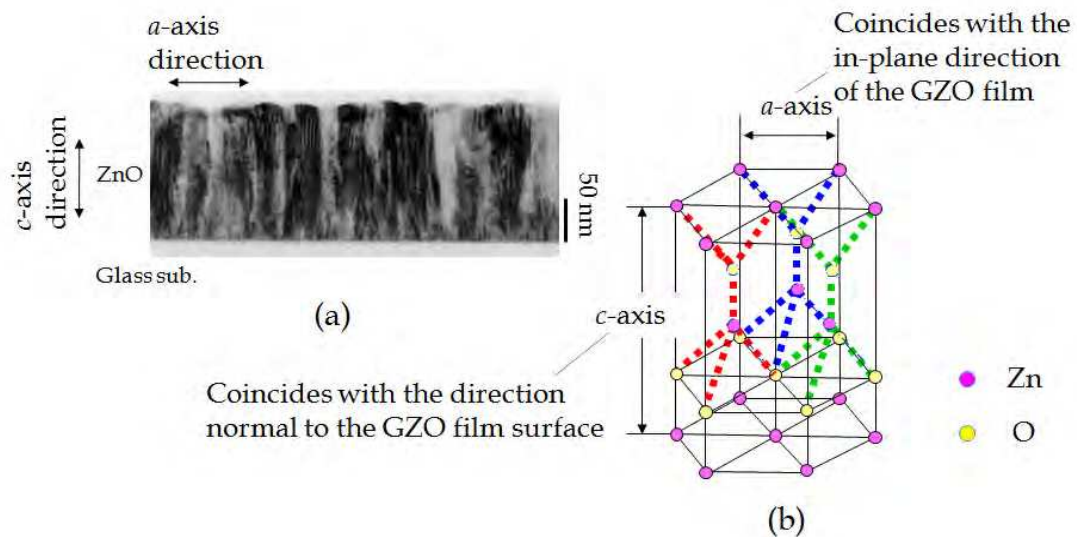 a-axis
direction
c-axis
direction
ZnO
50 nm
Glass sub.
(a)
Coincides with the
in-plane direction
of the GZO film
a-axis
c-axis
Coincides with the direction
normal to the GZO film surface
Zn
O
(b)